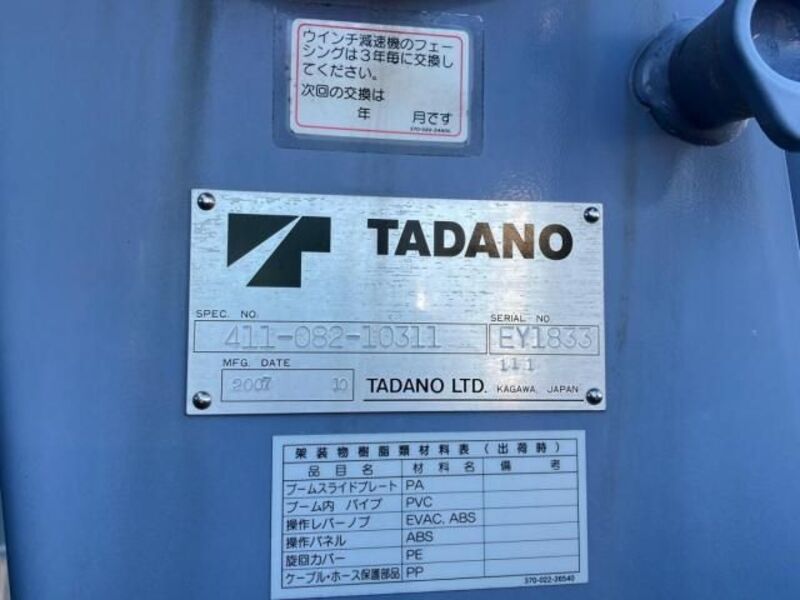 ウインチ減速機のフェー
シングは3年毎に交換し
てください。
次回の交換は
年 月です
TADANO
SPEC. NO. SERIAL NO
411-082-10311 EY1833
MFG. DATE 111
2007 10 TADANO LTD. KAGAWA, JAPAN
架装物樹脂類材料表(出荷時)
品目名 材料名 備考
ブームスライドプレート PA
ブーム内 パイプ PVC
操作レバーノブ EVAC, ABS
操作パネル ABS
旋回カバー PE
ケーブル・ホース保護部品 PP
370-022-26540